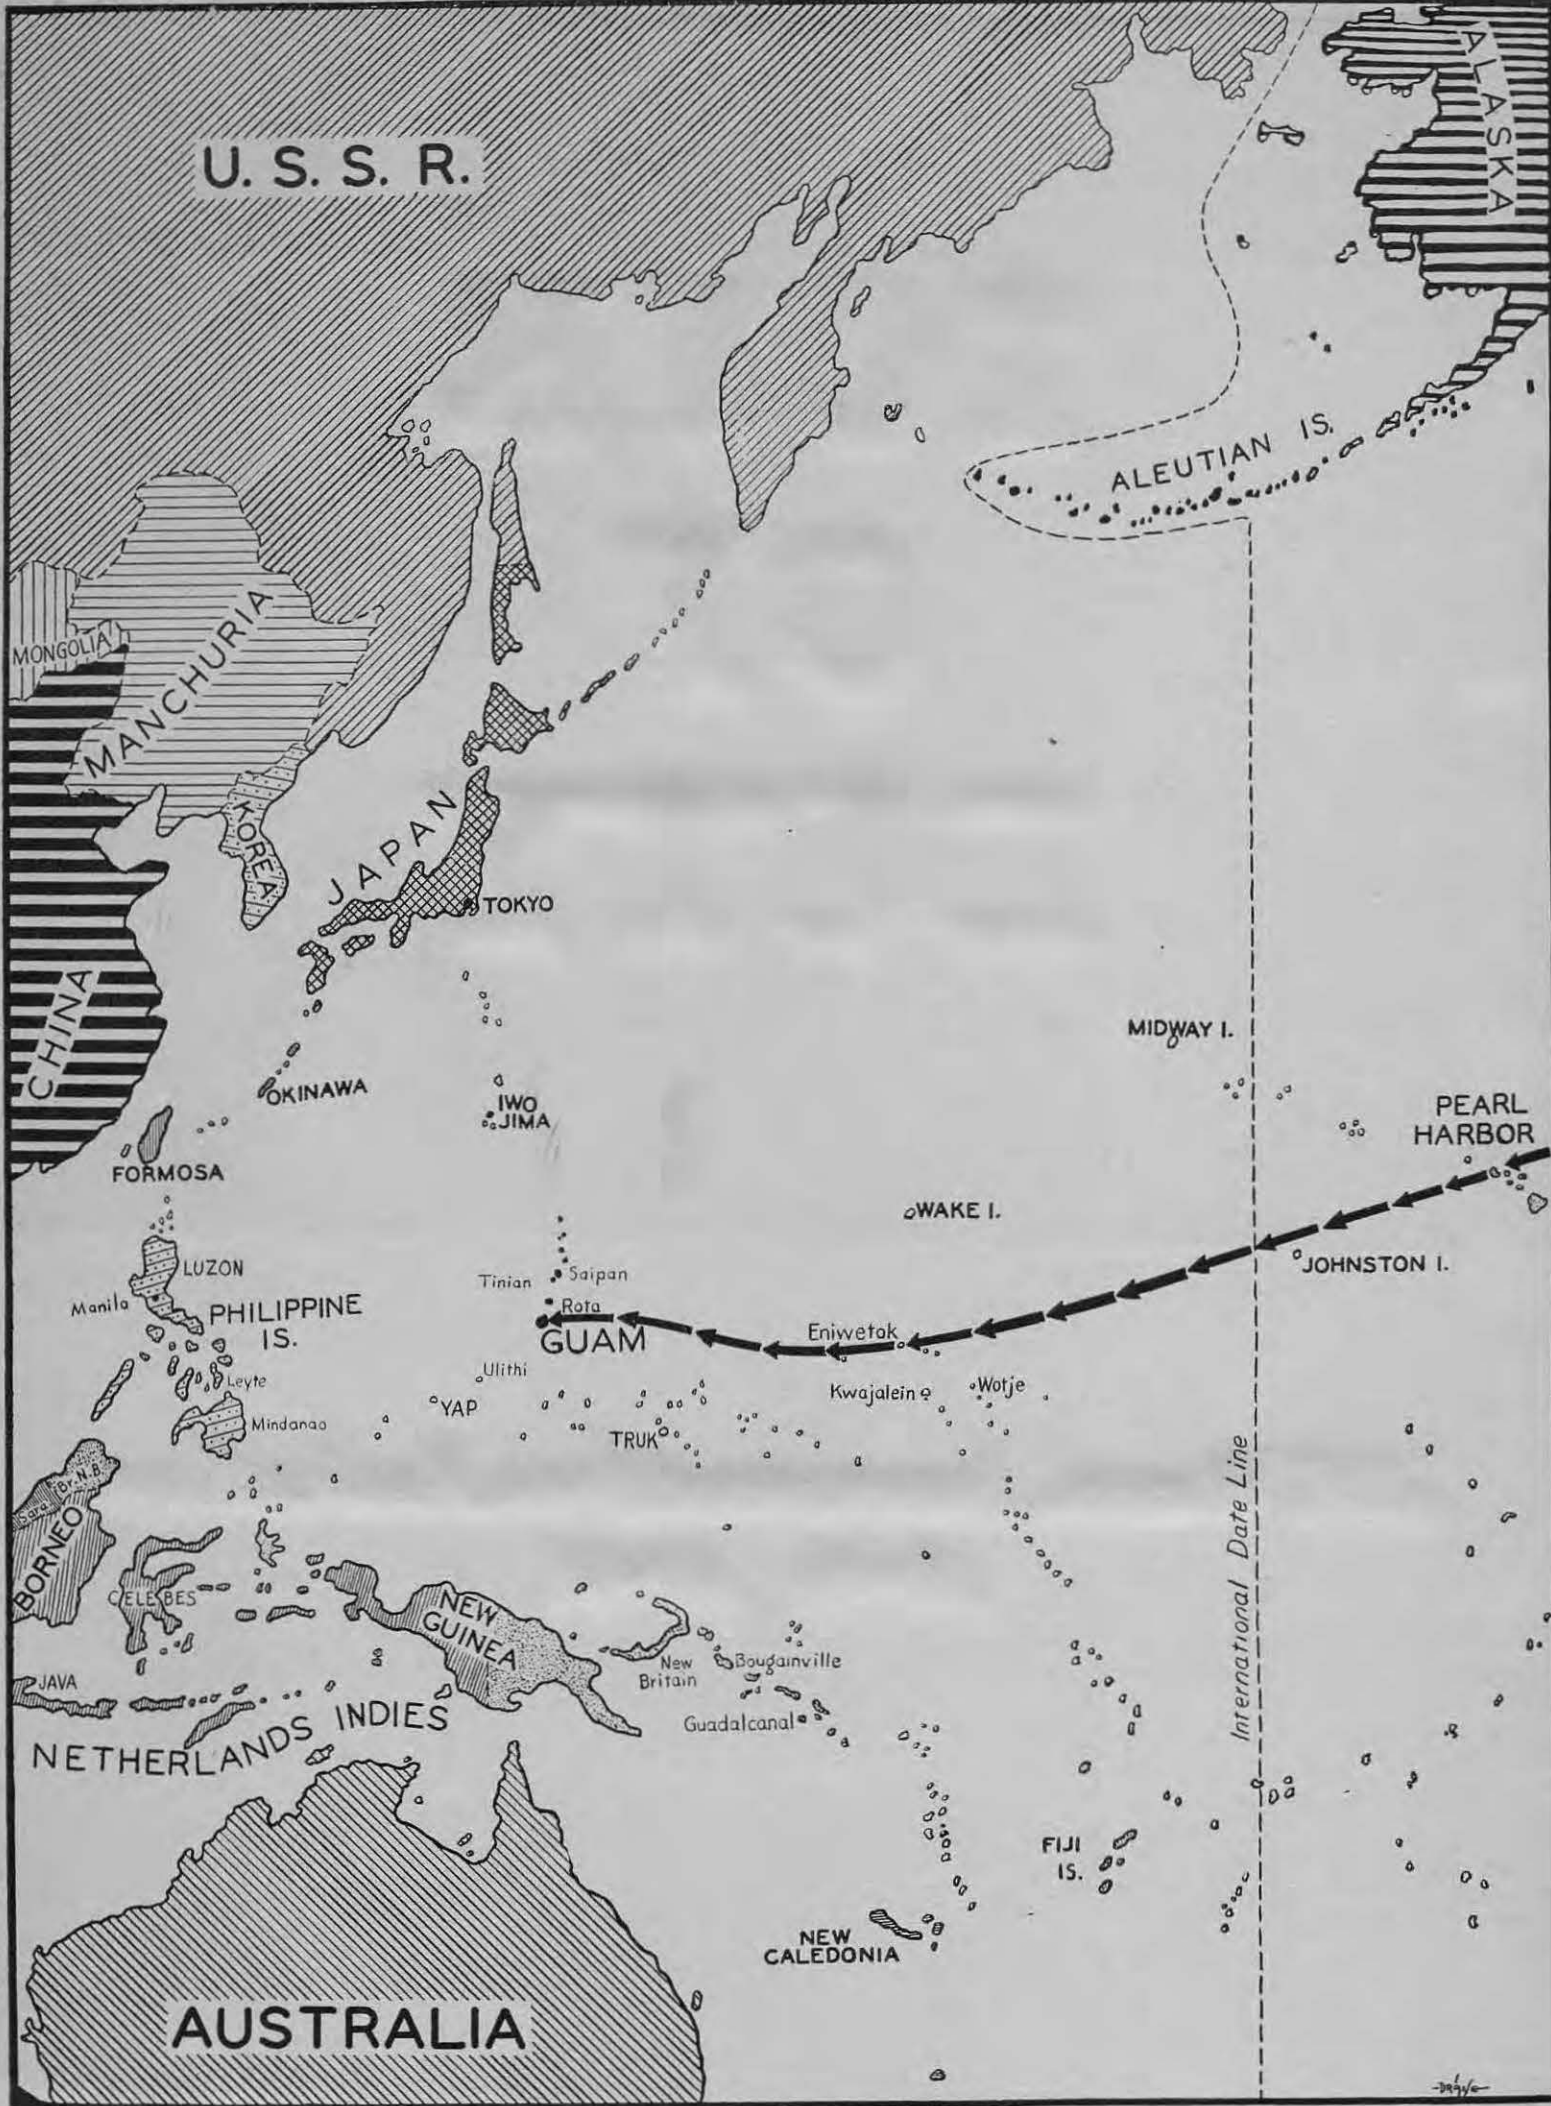 U. S. S. R.
ALASKA
ALEUTIAN IS.
MONGOLIA
MANCHURIA
KOREA
JAPAN
TOKYO
CHINA
OKINAWA
IWO
JIMA
MIDWAY I.
PEARL
HARBOR
FORMOSA
WAKE I.
JOHNSTON I.
LUZON
Manila
PHILIPPINE
IS.
Tinian
Saipan
Rota
GUAM
Eniwetok
Leyte
Ulithi
YAP
Kwajalein
Wotje
Mindanao
TRUK
Br. N.B.
Sara.
BORNEO
CELEBES
International Date Line
NEW
GUINEA
New
Britain
Bougainville
JAVA
Guadalcanal
NETHERLANDS INDIES
FIJI
IS.
NEW
CALEDONIA
AUSTRALIA